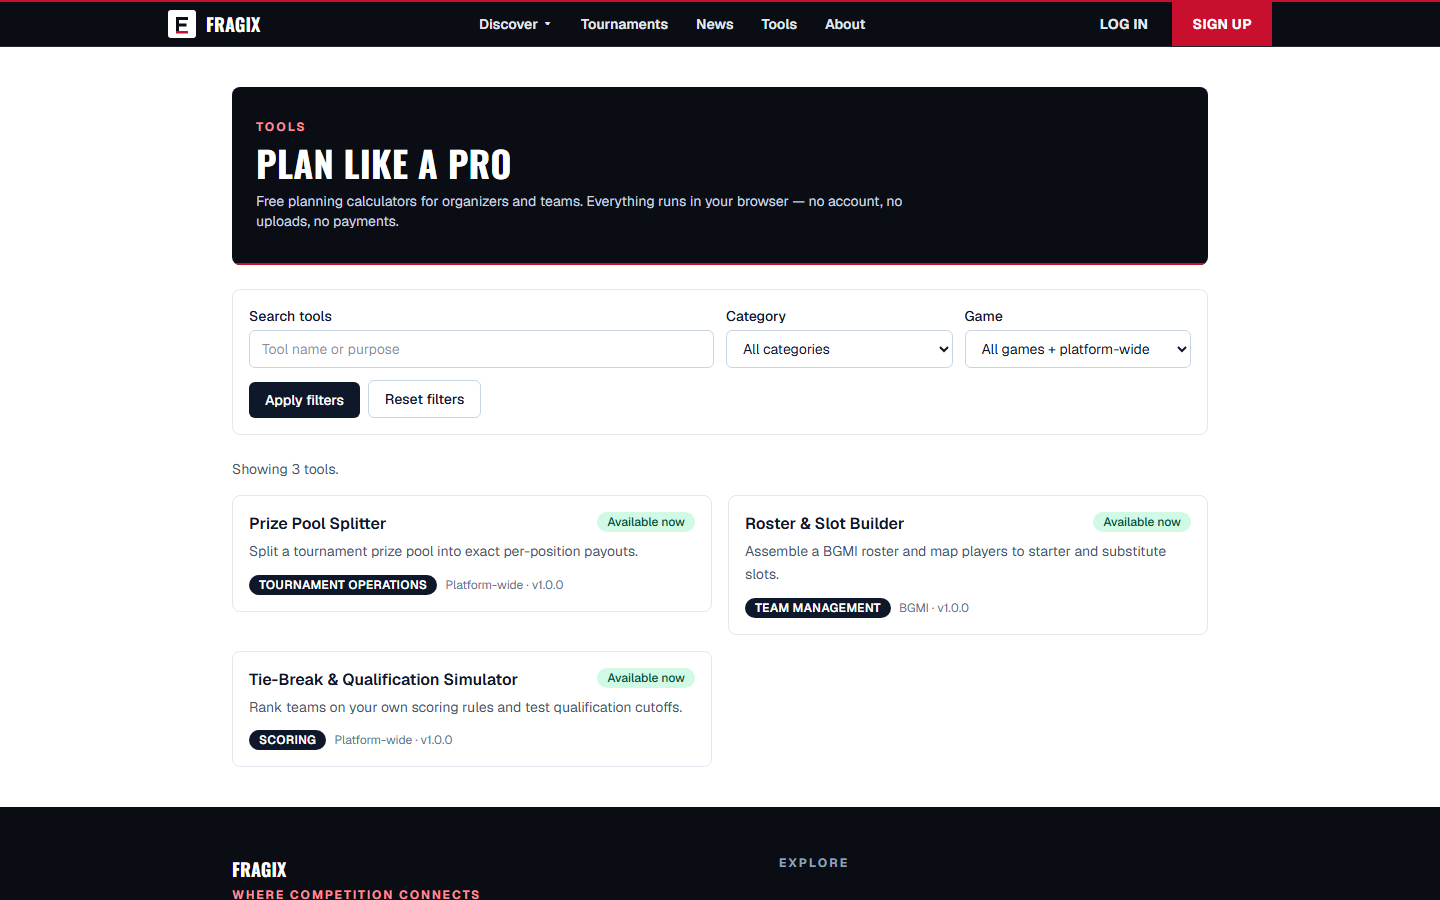 E FRAGIX
Discover
Tournaments
News
Tools
About
LOG IN
SIGN UP
TOOLS
PLAN LIKE A PRO
Free planning calculators for organizers and teams. Everything runs in your browser — no account, no
uploads, no payments.
Search tools
Category
Game
Tool name or purpose
All categories
All games + platform-wide
Apply filters
Reset filters
Showing 3 tools.
Prize Pool Splitter
Available now
Split a tournament prize pool into exact per-position payouts.
TOURNAMENT OPERATIONS
Platform-wide · v1.0.0
Roster & Slot Builder
Available now
Assemble a BGMI roster and map players to starter and substitute
slots.
TEAM MANAGEMENT
BGMI · v1.0.0
Tie-Break & Qualification Simulator
Available now
Rank teams on your own scoring rules and test qualification cutoffs.
SCORING
Platform-wide · v1.0.0
FRAGIX
WHERE COMPETITION CONNECTS
EXPLORE